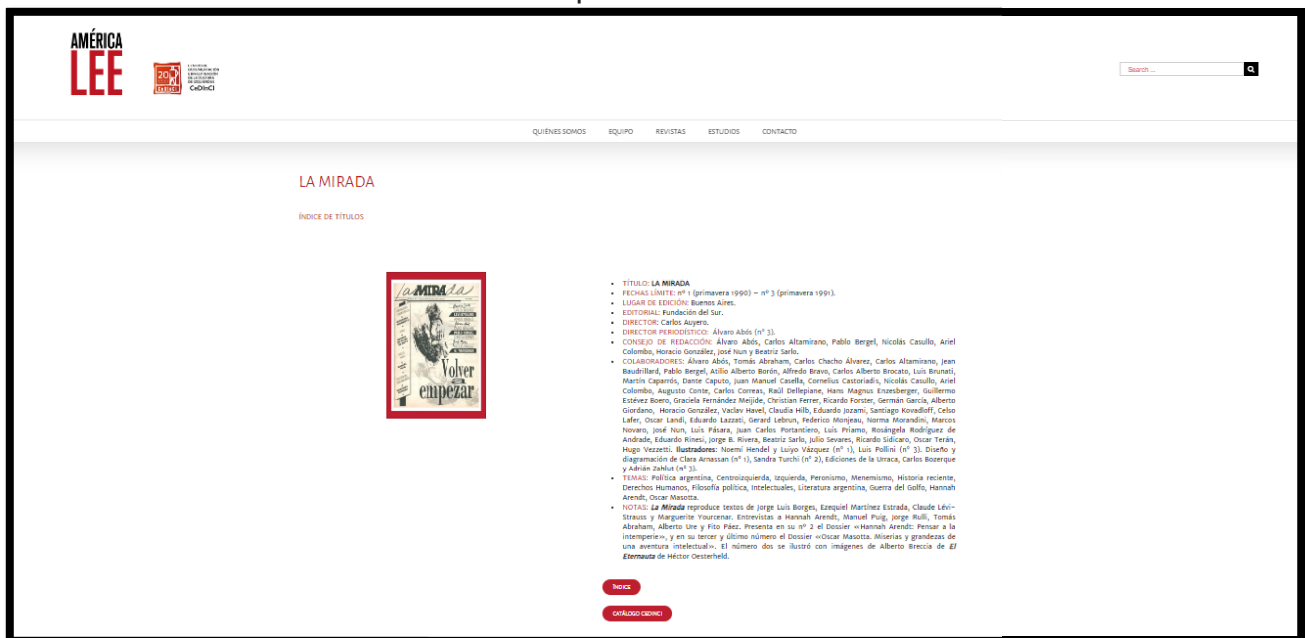 AMÉRICA
LEE
20
CEDINCI
CeDInCI
Search ...
QUIÉNES SOMOS EQUIPO REVISTAS ESTUDIOS CONTACTO
LA MIRADA
ÍNDICE DE TÍTULOS
la MIRAda
Volver
a
empezar
• TÍTULO: LA MIRADA
• FECHAS LÍMITE: nº 1 (primavera 1990) – nº 3 (primavera 1991).
• LUGAR DE EDICIÓN: Buenos Aires.
• EDITORIAL: Fundación del Sur.
• DIRECTOR: Carlos Auyero.
• DIRECTOR PERIODÍSTICO: Álvaro Abós (nº 3).
• CONSEJO DE REDACCIÓN: Álvaro Abós, Carlos Altamirano, Pablo Bergel, Nicolás Casullo, Ariel
Colombo, Horacio González, José Nun y Beatriz Sarlo.
• COLABORADORES: Álvaro Abós, Tomás Abraham, Carlos Chacho Álvarez, Carlos Altamirano, Jean
Baudrillard, Pablo Bergel, Atilio Alberto Borón, Alfredo Bravo, Carlos Alberto Brocato, Luis Brunati,
Martín Caparrós, Dante Caputo, Juan Manuel Casella, Cornelius Castoriadis, Nicolás Casullo, Ariel
Colombo, Augusto Conte, Carlos Correas, Raúl Dellepiane, Hans Magnus Enzesberger, Guillermo
Estévez Boero, Graciela Fernández Meijide, Christian Ferrer, Ricardo Forster, Germán García, Alberto
Giordano, Horacio González, Vaclav Havel, Claudia Hilb, Eduardo Jozami, Santiago Kovadloff, Celso
Lafer, Oscar Landi, Eduardo Lazzati, Gerard Lebrun, Federico Monjeau, Norma Morandini, Marcos
Novaro, José Nun, Luis Pásara, Juan Carlos Portantiero, Luis Priamo, Rosángela Rodríguez de
Andrade, Eduardo Rinesi, Jorge B. Rivera, Beatriz Sarlo, Julio Sevares, Ricardo Sidicaro, Oscar Terán,
Hugo Vezzetti. Ilustradores: Noemí Hendel y Luiyo Vázquez (nº 1), Luis Pollini (nº 3). Diseño y
diagramación de Clara Arnassan (nº 1), Sandra Turchi (nº 2), Ediciones de la Urraca, Carlos Bozerque
y Adrián Zahlut (nº 3).
• TEMAS: Política argentina, Centroizquierda, Izquierda, Peronismo, Menemismo, Historia reciente,
Derechos Humanos, Filosofía política, Intelectuales, Literatura argentina, Guerra del Golfo, Hannah
Arendt, Oscar Masotta.
• NOTAS: La Mirada reproduce textos de Jorge Luis Borges, Ezequiel Martínez Estrada, Claude Lévi–
Strauss y Marguerite Yourcenar. Entrevistas a Hannah Arendt, Manuel Puig, Jorge Rulli, Tomás
Abraham, Alberto Ure y Fito Páez. Presenta en su nº 2 el Dossier «Hannah Arendt: Pensar a la
intemperie», y en su tercer y último número el Dossier «Oscar Masotta. Miserias y grandezas de
una aventura intelectual». El número dos se ilustró con imágenes de Alberto Breccia de El
Eternauta de Héctor Oesterheld.
ÍNDICE
CATÁLOGO CEDINCI